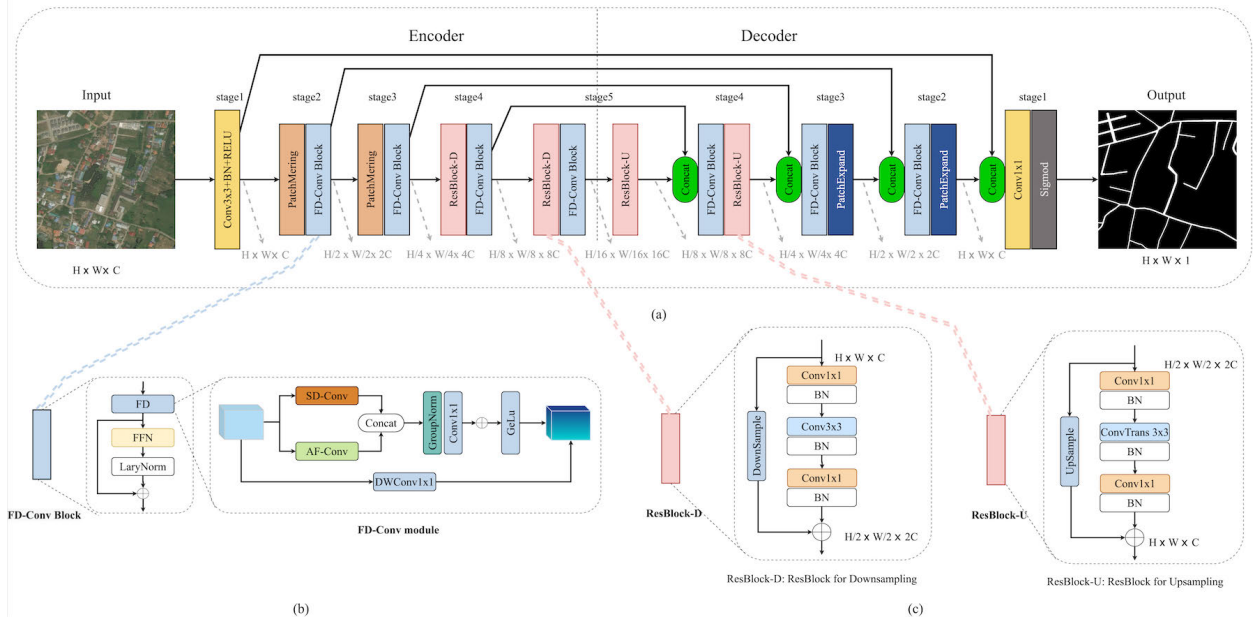 Encoder
Decoder
Input
stage1
stage2
stage3
stage4
stage5
stage4
stage3
stage2
stage1
Output
Conv3x3+BN+RELU
PatchMering
FD-Conv Block
PatchMering
FD-Conv Block
ResBlock-D
FD-Conv Block
ResBlock-D
FD-Conv Block
ResBlock-U
Concat
FD-Conv Block
ResBlock-U
Concat
FD-Conv Block
PatchExpand
Concat
FD-Conv Block
PatchExpand
Concat
Conv1x1
Sigmod
H x W x C
H x W x C
H/2 x W/2x 2C
H/4 x W/4x 4C
H/8 x W/8 x 8C
H/16 x W/16x 16C
H/8 x W/8 x 8C
H/4 x W/4x 4C
H/2 x W/2 x 2C
H x W x C
H x W x 1
(a)
FD
FFN
LaryNorm
FD-Conv Block
SD-Conv
AF-Conv
Concat
GroupNorm
Conv1x1
GeLu
DWConv1x1
FD-Conv module
(b)
ResBlock-D
H x W x C
DownSample
Conv1x1
BN
Conv3x3
BN
Conv1x1
BN
H/2 x W/2 x 2C
ResBlock-D: ResBlock for Downsampling
ResBlock-U
H/2 x W/2 x 2C
UpSample
Conv1x1
BN
ConvTrans 3x3
BN
Conv1x1
BN
H x W x C
ResBlock-U: ResBlock for Upsampling
(c)